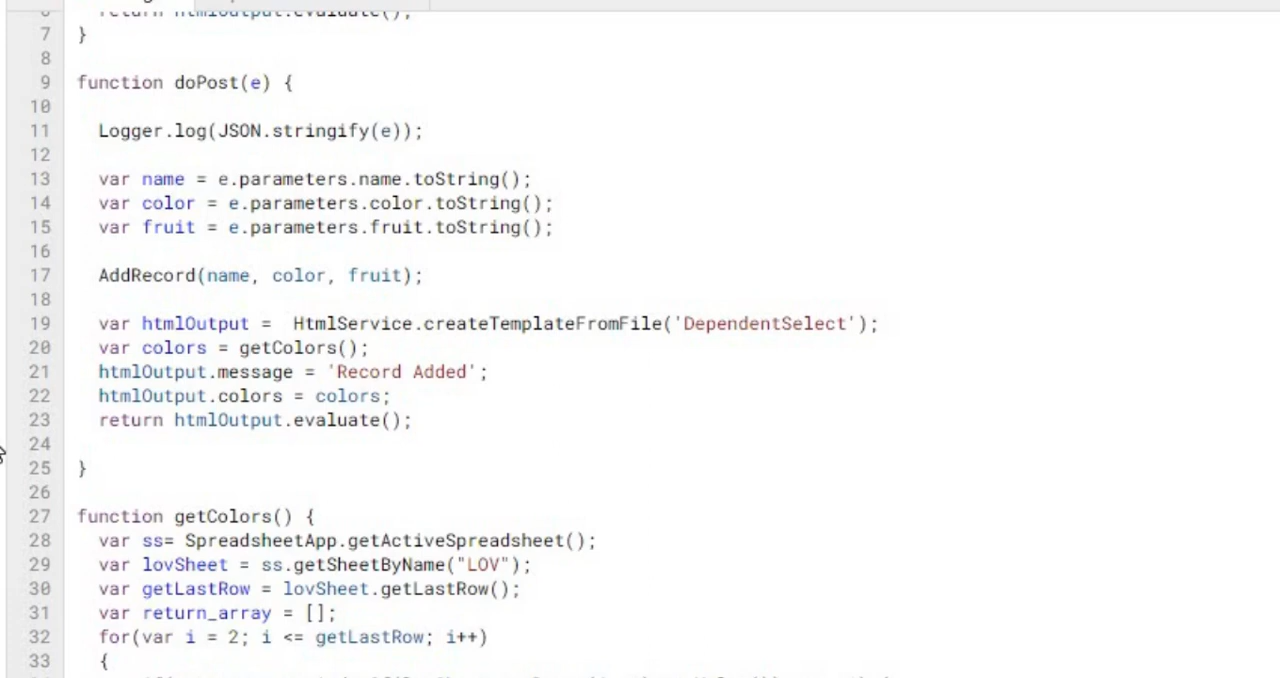 return htmlOutput.evaluate();
7 }
8
9 function doPost(e) {
10
11 Logger.log(JSON.stringify(e));
12
13 var name = e.parameters.name.toString();
14 var color = e.parameters.color.toString();
15 var fruit = e.parameters.fruit.toString();
16
17 AddRecord(name, color, fruit);
18
19 var htmlOutput =  HtmlService.createTemplateFromFile('DependentSelect');
20 var colors = getColors();
21 htmlOutput.message = 'Record Added';
22 htmlOutput.colors = colors;
23 return htmlOutput.evaluate();
24
25 }
26
27 function getColors() {
28 var ss= SpreadsheetApp.getActiveSpreadsheet();
29 var lovSheet = ss.getSheetByName("LOV");
30 var getLastRow = lovSheet.getLastRow();
31 var return_array = [];
32 for(var i = 2; i <= getLastRow; i++)
33 {